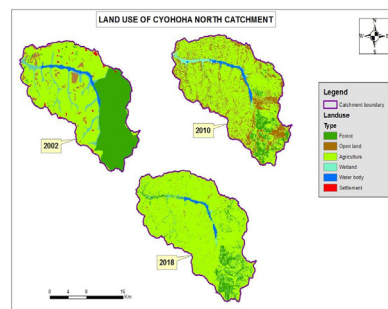 LAND USE OF CYOHOHA NORTH CATCHMENT
N
W
E
S
2002
2010
2018
Legend
Catchment boundary
Landuse
Type
Forest
Open land
Agriculture
Wetland
Water body
Settlement
0 4 8 16
Km